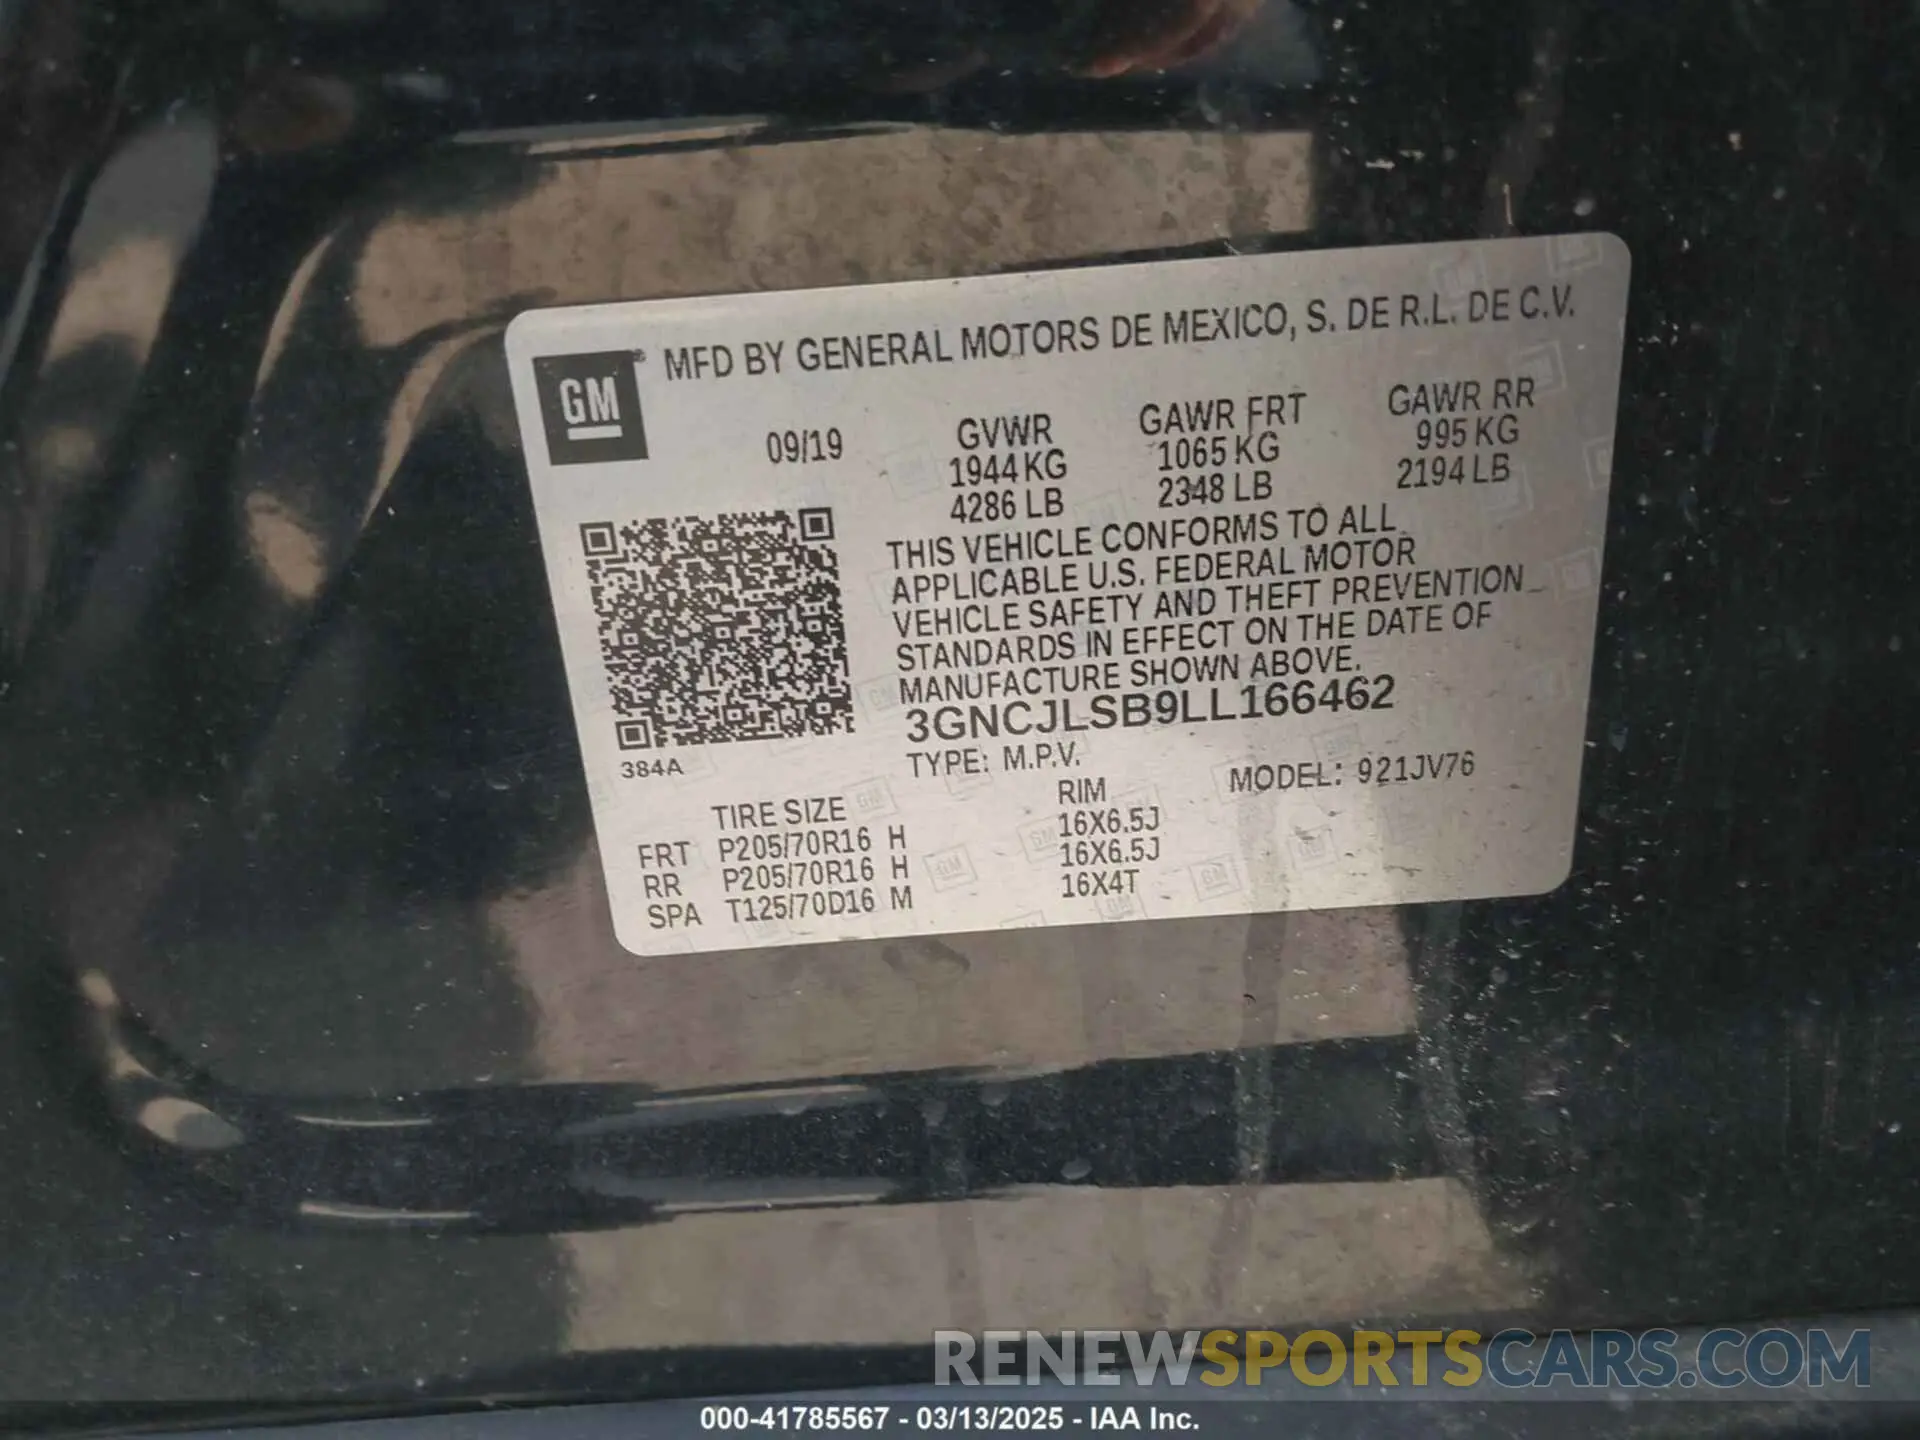 GM
® MFD BY GENERAL MOTORS DE MEXICO, S. DE R.L. DE C.V.
09/19
GVWR GAWR FRT GAWR RR
1944 KG 1065 KG 995 KG
4286 LB 2348 LB 2194 LB
THIS VEHICLE CONFORMS TO ALL
APPLICABLE U.S. FEDERAL MOTOR
VEHICLE SAFETY AND THEFT PREVENTION
STANDARDS IN EFFECT ON THE DATE OF
MANUFACTURE SHOWN ABOVE.
3GNCJLSB9LL166462
384A
TYPE: M.P.V. MODEL: 921JV76
TIRE SIZE RIM
FRT P205/70R16 H 16X6.5J
RR P205/70R16 H 16X6.5J
SPA T125/70D16 M 16X4T
RENEWSPORTSCARS.COM
000-41785567 - 03/13/2025 - IAA Inc.